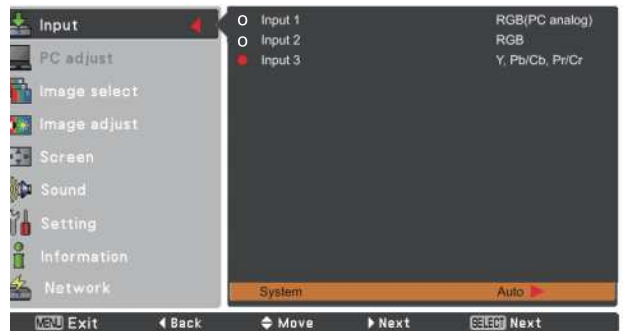 Input
PC adjust
Image select
Image adjust
Screen
Sound
Setting
Information
Network
O Input 1 RGB(PC analog)
O Input 2 RGB
Input 3 Y, Pb/Cb, Pr/Cr
System Auto
MENU Exit Back Move Next SELECT Next